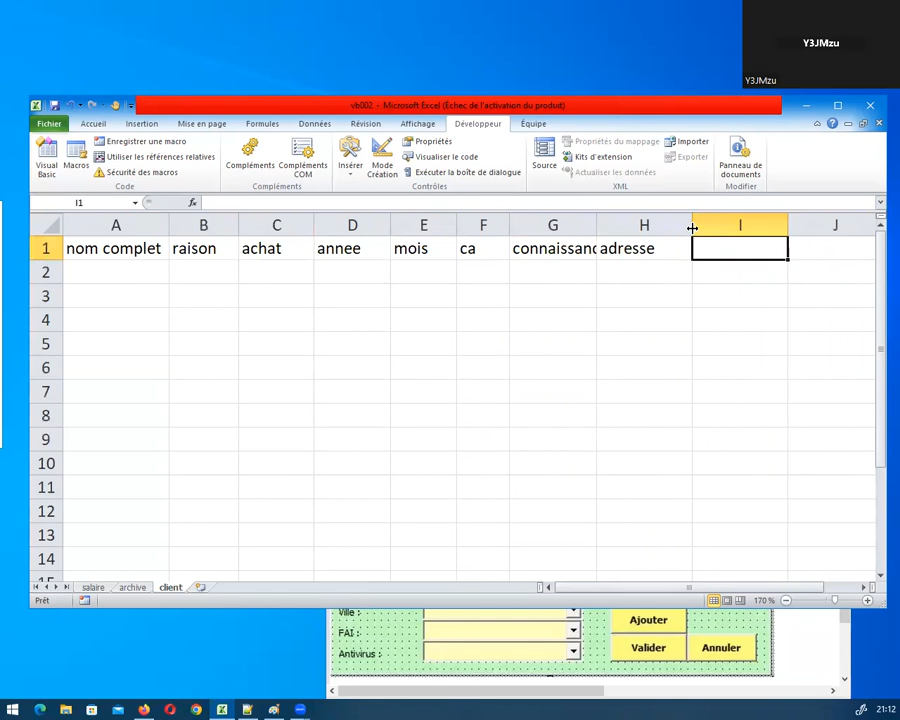 Y3JMzu
Y3JMzu
vb002 - Microsoft Excel (Échec de l'activation du produit)
Fichier Accueil Insertion Mise en page Formules Données Révision Affichage Développeur Équipe
Visual Basic
Macros
Enregistrer une macro
Utiliser les références relatives
Sécurité des macros
Code
Compléments
Compléments COM
Compléments
Insérer
Mode Création
Propriétés
Visualiser le code
Exécuter la boîte de dialogue
Contrôles
Source
Propriétés du mappage
Kits d'extension
Actualiser les données
Importer
Exporter
XML
Panneau de documents
Modifier
I1
fx
A B C D E F G H I J
1 nom complet raison achat annee mois ca connaissanc adresse
2
3
4
5
6
7
8
9
10
11
12
13
14
15
salaire archive client
Prêt
170 %
Ville :
FAI :
Antivirus :
Ajouter
Valider Annuler
21:12